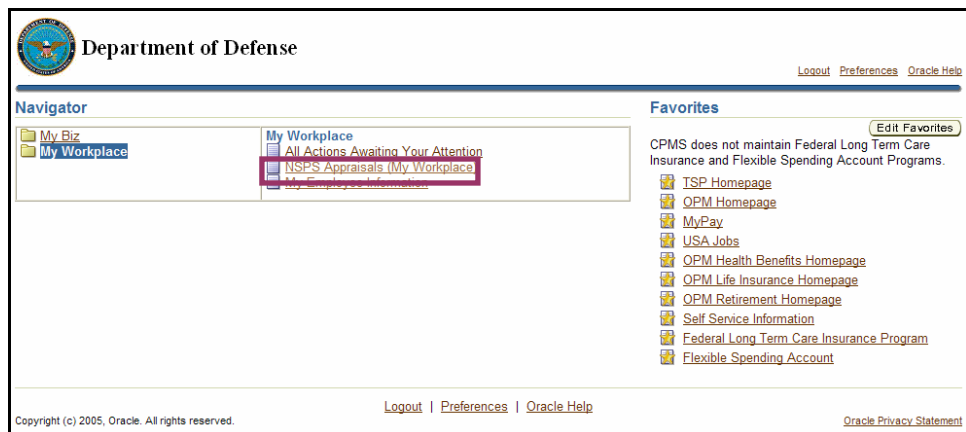 Department of Defense
Logout Preferences Oracle Help
Navigator
My Biz
My Workplace
My Workplace
All Actions Awaiting Your Attention
NSPS Appraisals (My Workplace)
My Employee Information
Favorites
Edit Favorites
CPMS does not maintain Federal Long Term Care
Insurance and Flexible Spending Account Programs.
TSP Homepage
OPM Homepage
MyPay
USA Jobs
OPM Health Benefits Homepage
OPM Life Insurance Homepage
OPM Retirement Homepage
Self Service Information
Federal Long Term Care Insurance Program
Flexible Spending Account
Logout | Preferences | Oracle Help
Copyright (c) 2005, Oracle. All rights reserved.
Oracle Privacy Statement